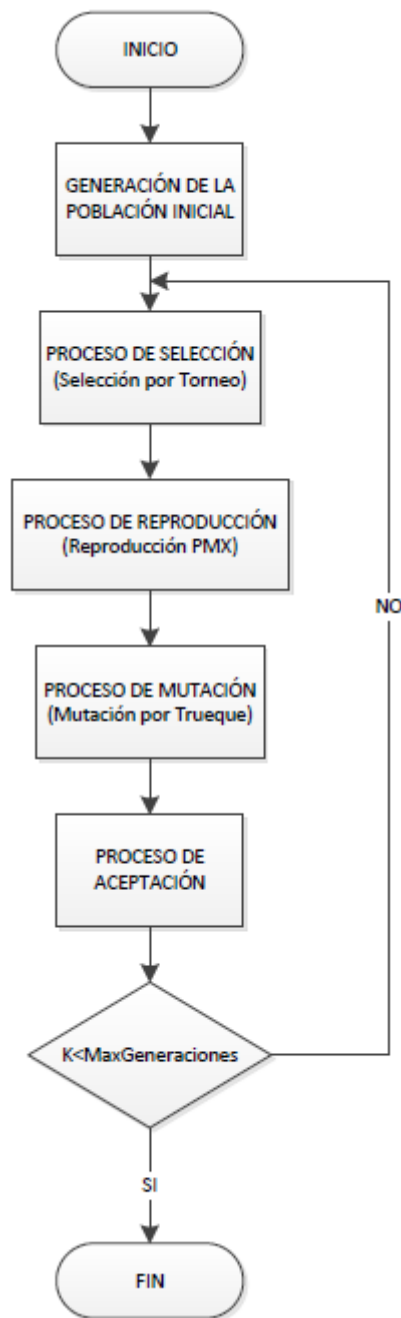 INICIO
GENERACIÓN DE LA
POBLACIÓN INICIAL
PROCESO DE SELECCIÓN
(Selección por Torneo)
PROCESO DE REPRODUCCIÓN
(Reproducción PMX)
NO
PROCESO DE MUTACIÓN
(Mutación por Trueque)
PROCESO DE
ACEPTACIÓN
K<MaxGeneraciones
SI
FIN